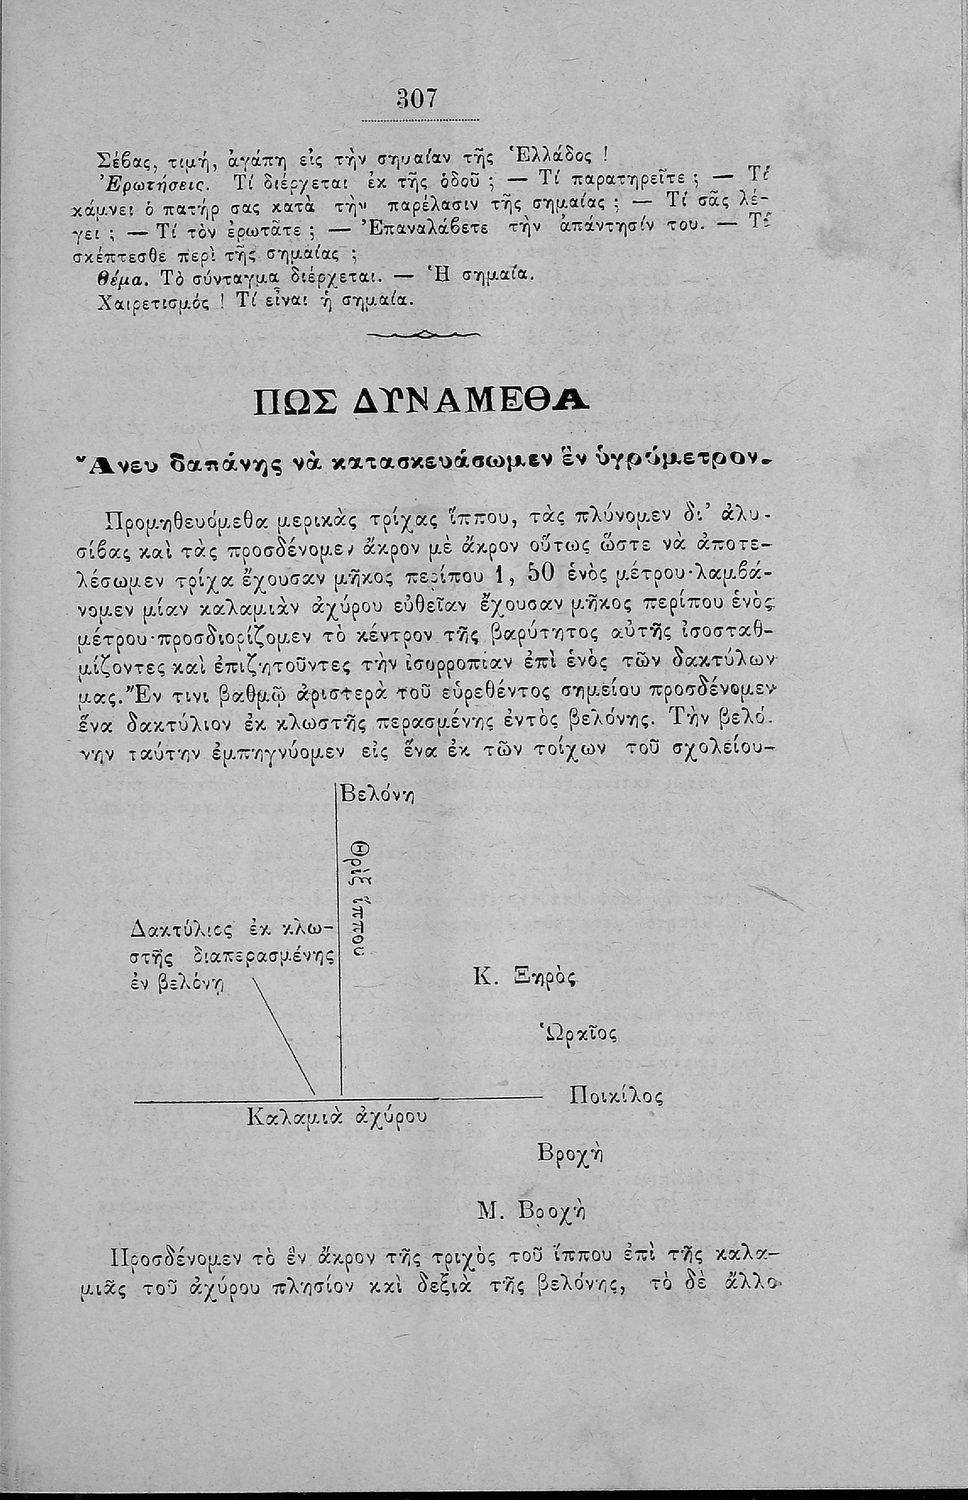 307
Σέβας, τιμή, ἀγάπη εἰς τὴν σημαίαν τῆς Ἑλλάδος !
Ἐρωτήσεις. Τί διέρχεται ἐκ τῆς ὁδοῦ ; — Τί παρατηρεῖτε ; — Τί
κάμνει ὁ πατήρ σας κατὰ τὴν παρέλασιν τῆς σημαίας ; — Τί σᾶς λέ-
γει ; — Τί τὸν ἐρωτᾶτε ; — Ἐπαναλάβετε τὴν ἀπάντησίν του. — Τί
σκέπτεσθε περὶ τῆς σημαίας ;
Θέμα. Τὸ σύνταγμα διέρχεται. — Ἡ σημαῖα.
Χαιρετισμός ! Τί εἶναι ἡ σημαία.
ΠΩΣ ΔΥΝΑΜΕΘΑ
Ἄνευ δαπάνης νὰ κατασκευάσωμεν ἓν ὑγρόμετρον.
Προμηθευόμεθα μερικὰς τρίχας ἵππου, τὰς πλύνομεν δι' ἀλυ-
σίβας καὶ τὰς προσδένομεν ἄκρον μὲ ἄκρον οὕτως ὥστε νὰ ἀποτε-
λέσωμεν τρίχα ἔχουσαν μῆκος περίπου 1, 50 ἑνὸς μέτρου·λαμβά-
νομεν μίαν καλαμιὰν ἀχύρου εὐθεῖαν ἔχουσαν μῆκος περίπου ἑνὸς
μέτρου·προσδιορίζομεν τὸ κέντρον τῆς βαρύτητος αὐτῆς ἰσοσταθ-
μίζοντες καὶ ἐπιζητοῦντες τὴν ἰσορροπίαν ἐπὶ ἑνὸς τῶν δακτύλων
μας. Ἔν τινι βαθμῷ ἀριστερὰ τοῦ εὑρεθέντος σημείου προσδένομεν
ἕνα δακτύλιον ἐκ κλωστῆς περασμένης ἐντὸς βελόνης. Τὴν βελό-
νην ταύτην ἐμπηγνύομεν εἰς ἕνα ἐκ τῶν τοίχων τοῦ σχολείου—
Βελόνη
Θρὶξ ἵππου
Δακτύλιος ἐκ κλω-
στῆς διαπερασμένης
ἐν βελόνῃ
Κ. Ξηρὸς
Ὡραῖος
Ποικίλος
Καλαμιὰ ἀχύρου
Βροχὴ
Μ. Βροχὴ
Προσδένομεν τὸ ἓν ἄκρον τῆς τριχὸς τοῦ ἵππου ἐπὶ τῆς καλα-
μιᾶς τοῦ ἀχύρου πλησίον καὶ δεξιὰ τῆς βελόνης, τὸ δὲ ἄλλο